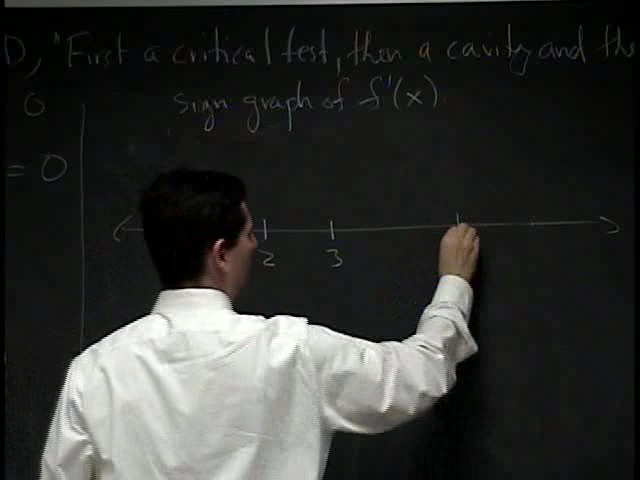 D, "First a critical test, then a cavity and the
0
sign graph of f'(x).
= 0
2 3